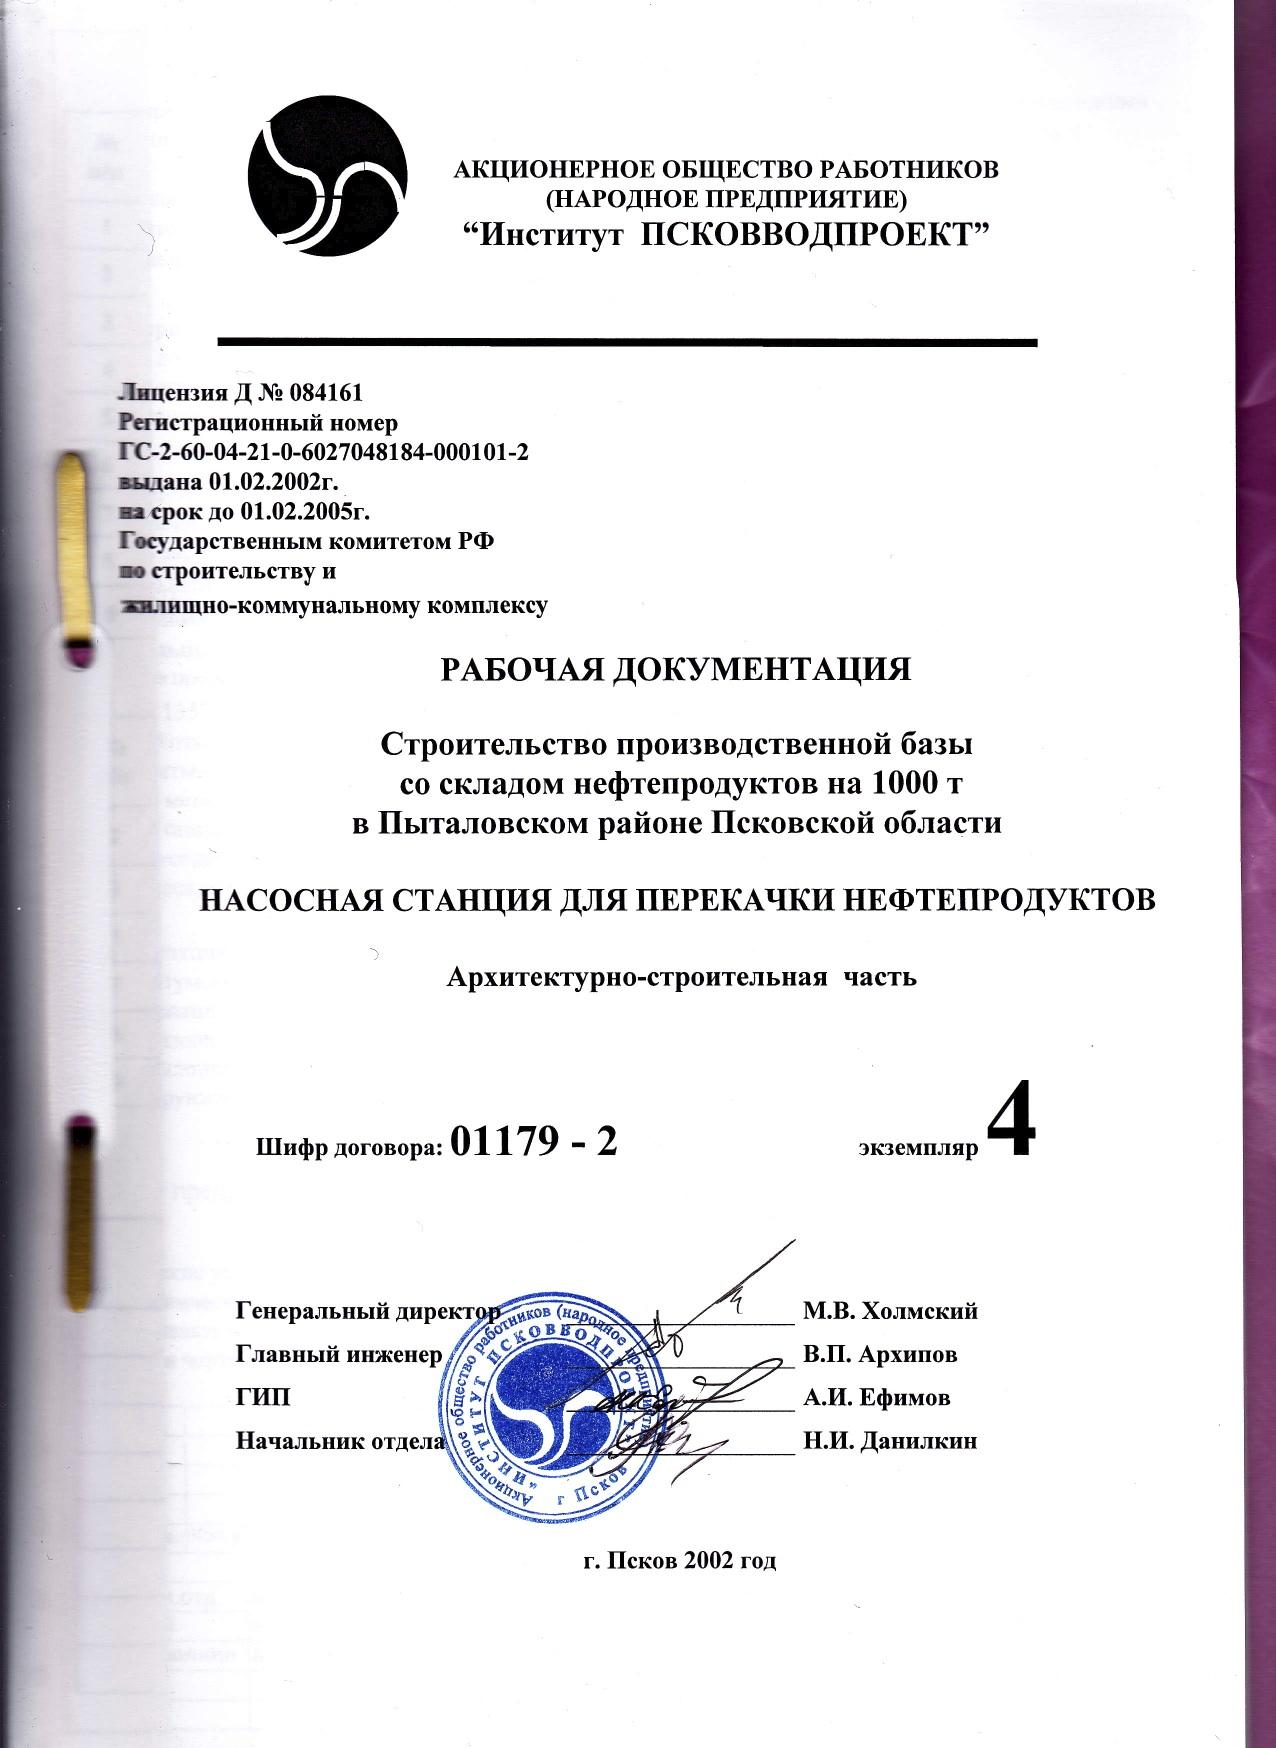 АКЦИОНЕРНОЕ ОБЩЕСТВО РАБОТНИКОВ
(НАРОДНОЕ ПРЕДПРИЯТИЕ)
“Институт ПСКОВВОДПРОЕКТ”
Лицензия Д № 084161
Регистрационный номер
ГС-2-60-04-21-0-6027048184-000101-2
выдана 01.02.2002г.
на срок до 01.02.2005г.
Государственным комитетом РФ
по строительству и
жилищно-коммунальному комплексу
РАБОЧАЯ ДОКУМЕНТАЦИЯ
Строительство производственной базы
со складом нефтепродуктов на 1000 т
в Пыталовском районе Псковской области
НАСОСНАЯ СТАНЦИЯ ДЛЯ ПЕРЕКАЧКИ НЕФТЕПРОДУКТОВ
Архитектурно-строительная часть
Шифр договора: 01179 - 2 экземпляр 4
Генеральный директор М.В. Холмский
Главный инженер В.П. Архипов
ГИП А.И. Ефимов
Начальник отдела Н.И. Данилкин
Акционерное общество работников (народное предприятие)
"ИНСТИТУТ ПСКОВВОДПРОЕКТ"
г Псков
г. Псков 2002 год